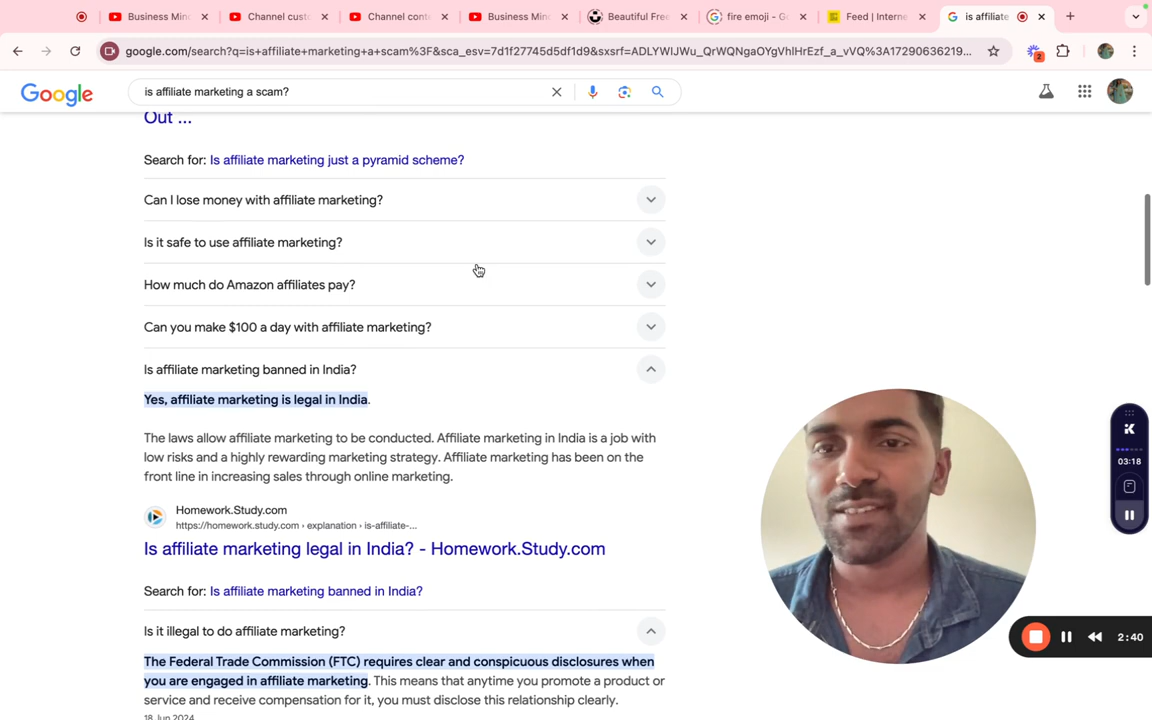 Business Min
Channel cust
Channel cont
Business Min
Beautiful Free
fire emoji - Go
Feed | Interne
is affiliate
google.com/search?q=is+affiliate+marketing+a+scam%3F&sca_esv=7d1f27745d5df1d9&sxsrf=ADLYWIJWu_QrWQNgaOYgVhlHrEzf_a_vVQ%3A17290636219...
2
Google
is affiliate marketing a scam?
Out ...
Search for: Is affiliate marketing just a pyramid scheme?
Can I lose money with affiliate marketing?
Is it safe to use affiliate marketing?
How much do Amazon affiliates pay?
Can you make $100 a day with affiliate marketing?
Is affiliate marketing banned in India?
Yes, affiliate marketing is legal in India.
The laws allow affiliate marketing to be conducted. Affiliate marketing in India is a job with
low risks and a highly rewarding marketing strategy. Affiliate marketing has been on the
front line in increasing sales through online marketing.
Homework.Study.com
https://homework.study.com › explanation › is-affiliate-...
Is affiliate marketing legal in India? - Homework.Study.com
Search for: Is affiliate marketing banned in India?
Is it illegal to do affiliate marketing?
The Federal Trade Commission (FTC) requires clear and conspicuous disclosures when
you are engaged in affiliate marketing. This means that anytime you promote a product or
service and receive compensation for it, you must disclose this relationship clearly.
18 Jun 2024
03:18
2:40